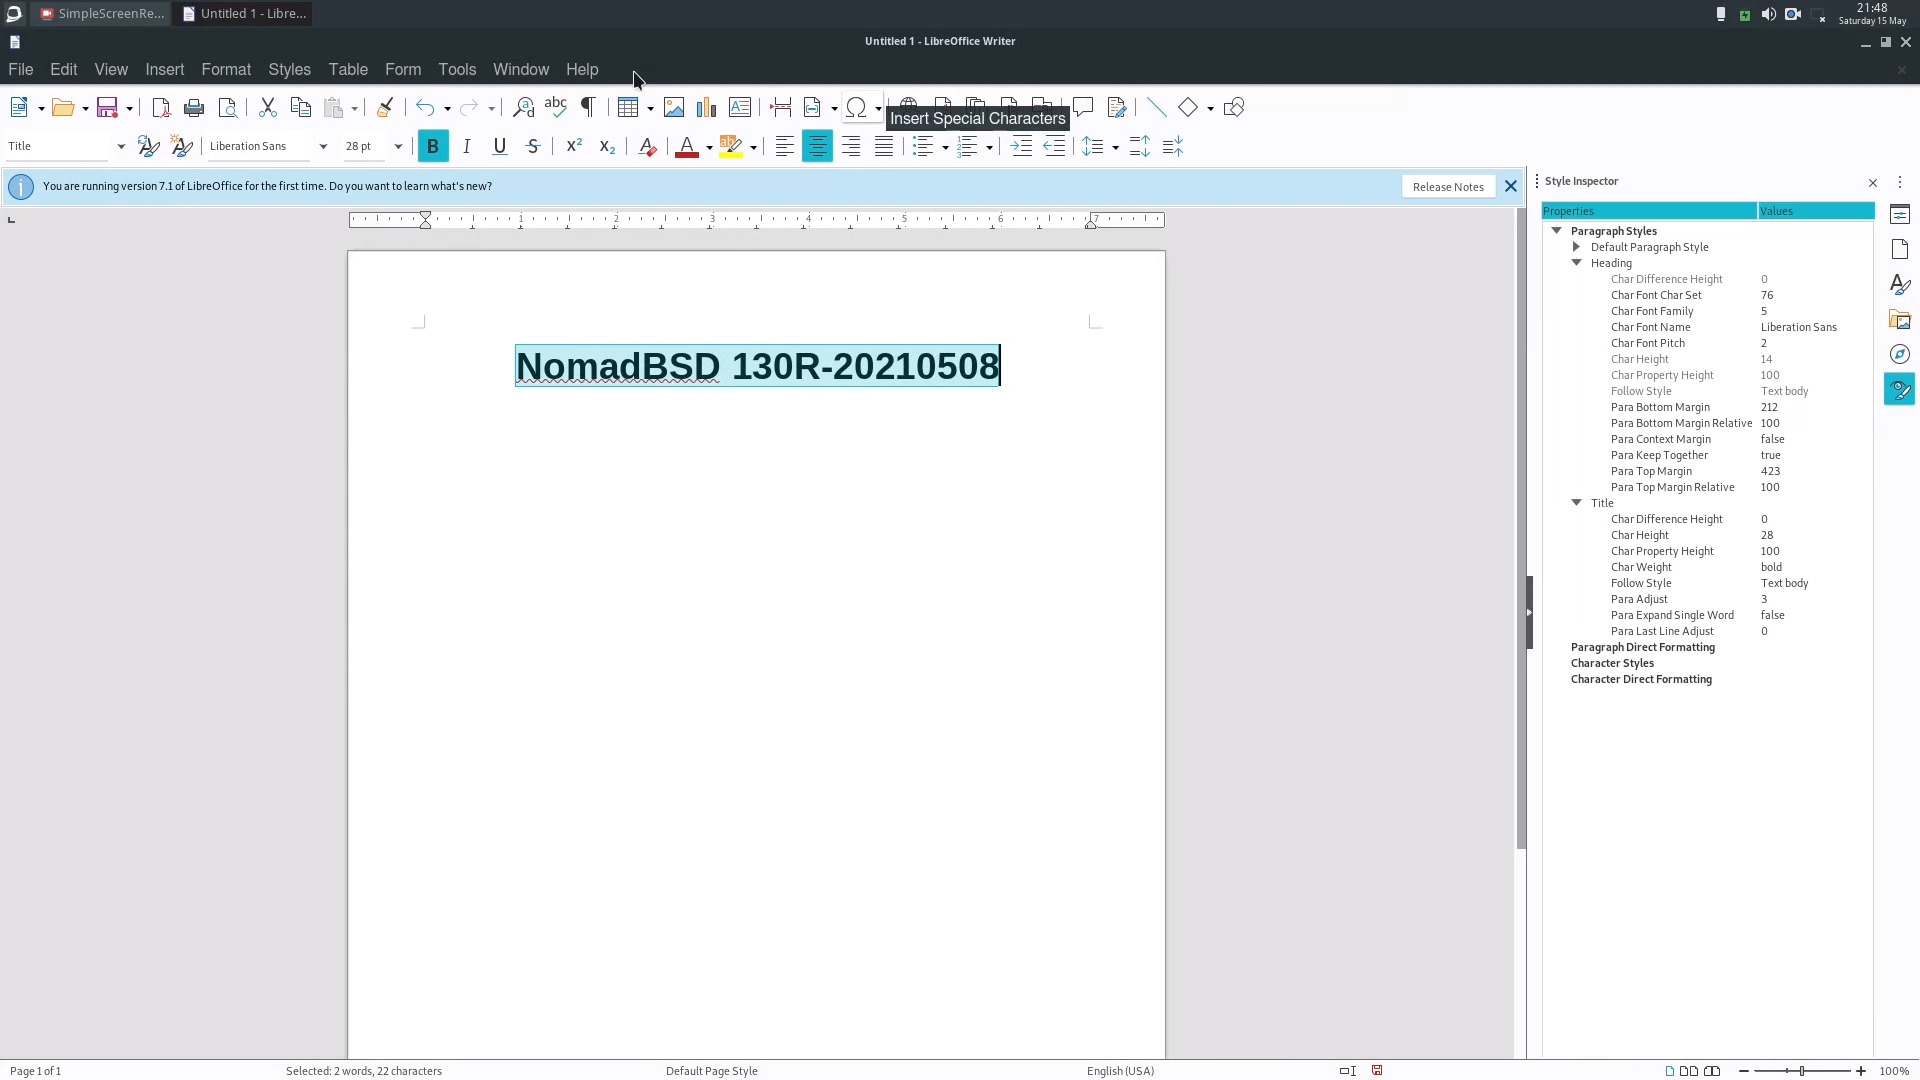 SimpleScreenRe...
Untitled 1 - Libre...
21:48
Saturday 15 May
Untitled 1 - LibreOffice Writer
File Edit View Insert Format Styles Table Form Tools Window Help
Insert Special Characters
Title Liberation Sans 28 pt
You are running version 7.1 of LibreOffice for the first time. Do you want to learn what's new?
Release Notes
1 2 3 4 5 6 7
NomadBSD 130R-20210508
Style Inspector
Properties Values
Paragraph Styles
Default Paragraph Style
Heading
Char Difference Height 0
Char Font Char Set 76
Char Font Family 5
Char Font Name Liberation Sans
Char Font Pitch 2
Char Height 14
Char Property Height 100
Follow Style Text body
Para Bottom Margin 212
Para Bottom Margin Relative 100
Para Context Margin false
Para Keep Together true
Para Top Margin 423
Para Top Margin Relative 100
Title
Char Difference Height 0
Char Height 28
Char Property Height 100
Char Weight bold
Follow Style Text body
Para Adjust 3
Para Expand Single Word false
Para Last Line Adjust 0
Paragraph Direct Formatting
Character Styles
Character Direct Formatting
Page 1 of 1 Selected: 2 words, 22 characters Default Page Style English (USA) 100%